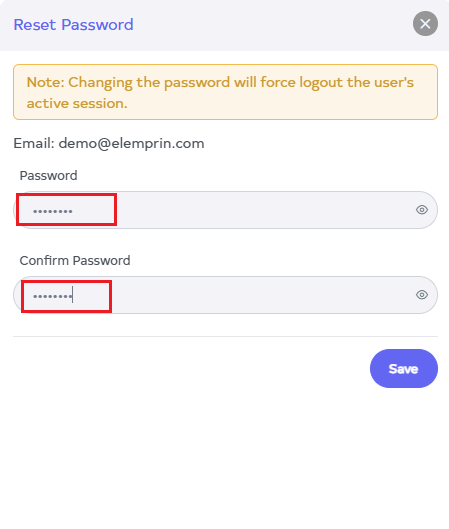 Reset Password
Note: Changing the password will force logout the user's
active session.
Email: demo@elemprin.com
Password
••••••••
Confirm Password
••••••••
Save